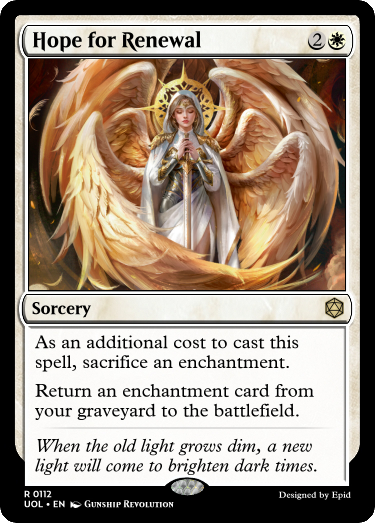 Hope for Renewal 2
Sorcery
As an additional cost to cast this
spell, sacrifice an enchantment.
Return an enchantment card from
your graveyard to the battlefield.
When the old light grows dim, a new
light will come to brighten dark times.
R 0112
UOL • EN Gunship Revolution
Designed by Epid